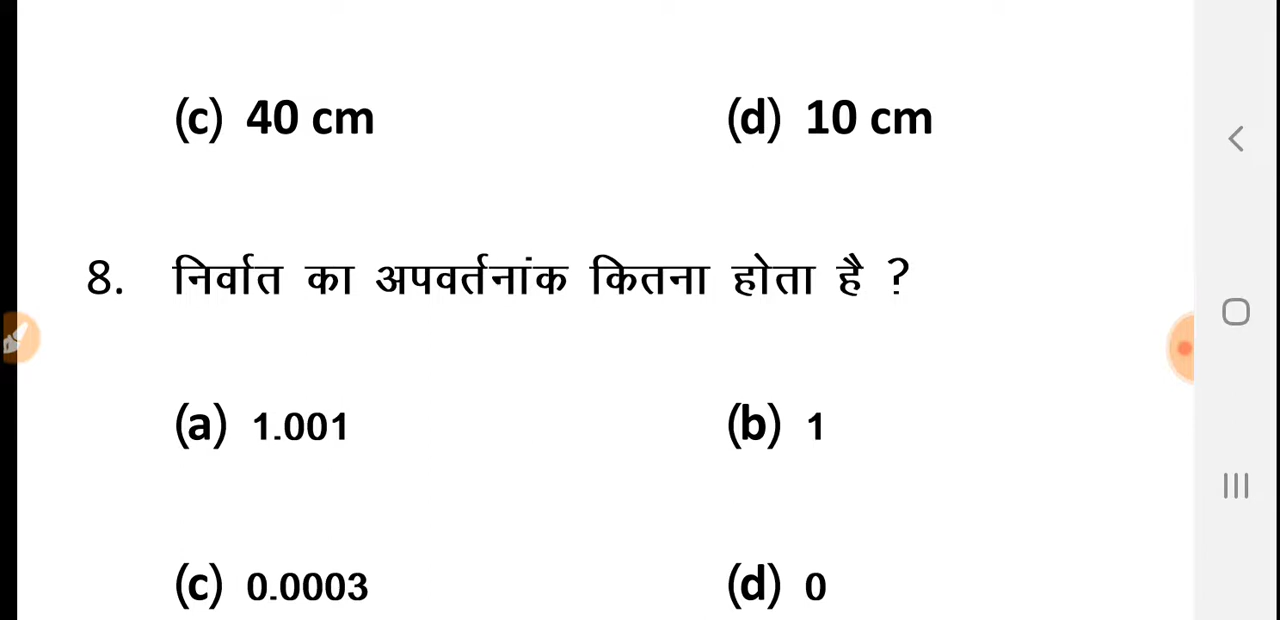 (c) 40 cm (d) 10 cm
8. निर्वात का अपवर्तनांक कितना होता है ?
(a) 1.001 (b) 1
(c) 0.0003 (d) 0